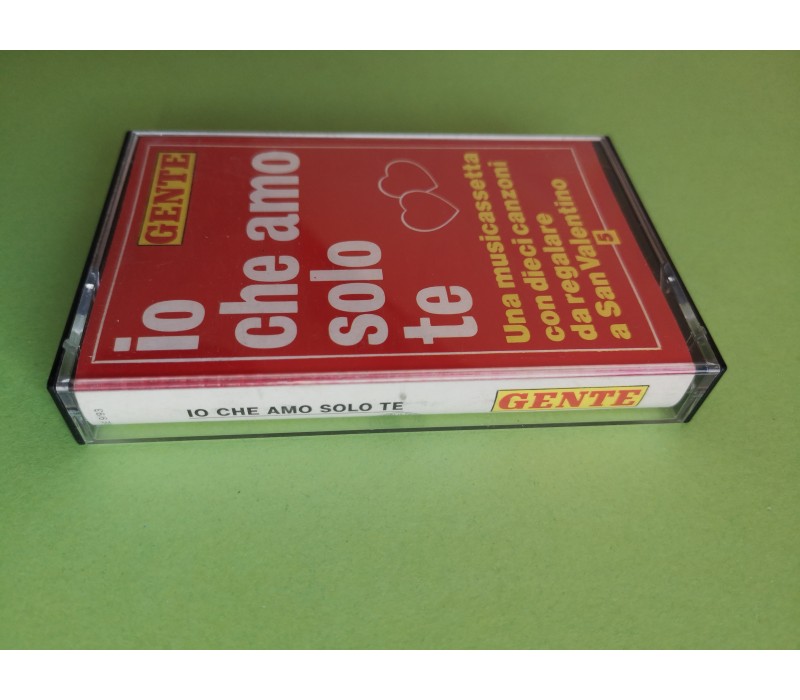 GENTE
io
che amo
solo
te
Una musicassetta
con dieci canzoni
da regalare
a San Valentino
5
IO CHE AMO SOLO TE
GENTE